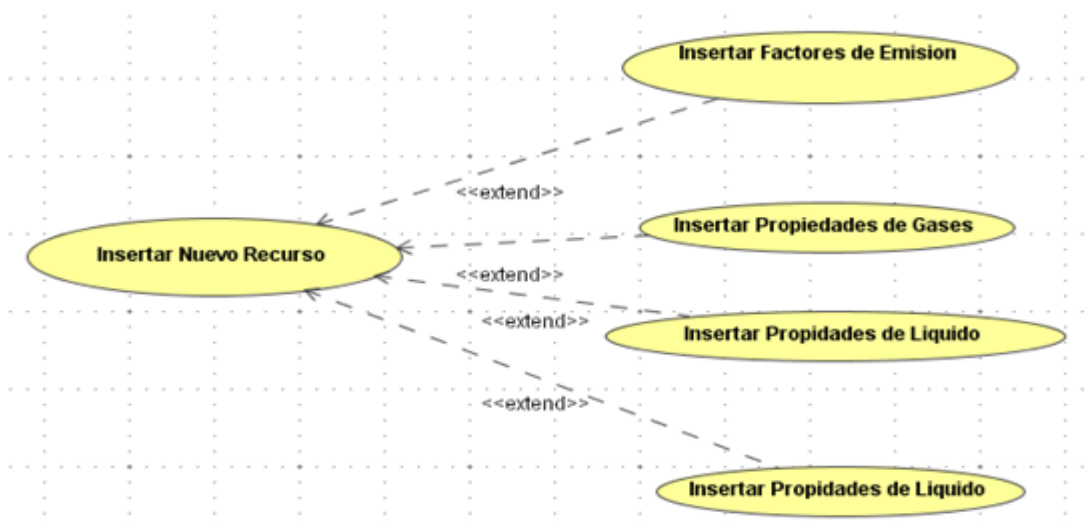 Insertar Factores de Emision
<<extend>>
Insertar Propiedades de Gases
Insertar Nuevo Recurso
<<extend>>
<<extend>>
Insertar Propidades de Liquido
<<extend>>
Insertar Propidades de Liquido